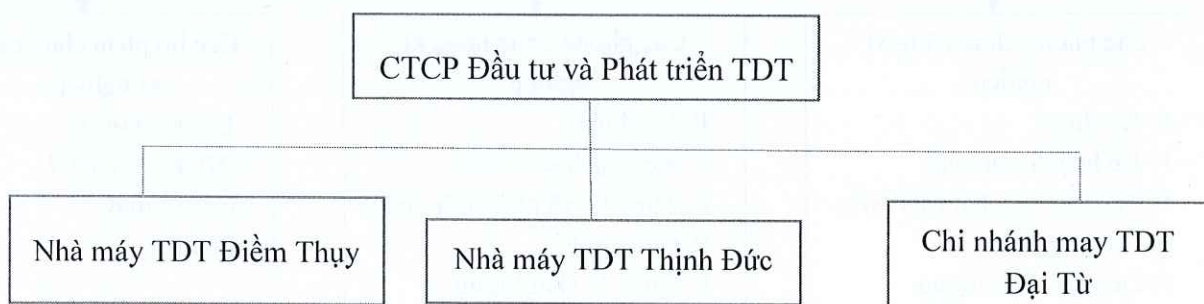 CTCP Đầu tư và Phát triển TDT
Nhà máy TDT Điềm Thụy
Nhà máy TDT Thịnh Đức
Chi nhánh may TDT
Đại Từ